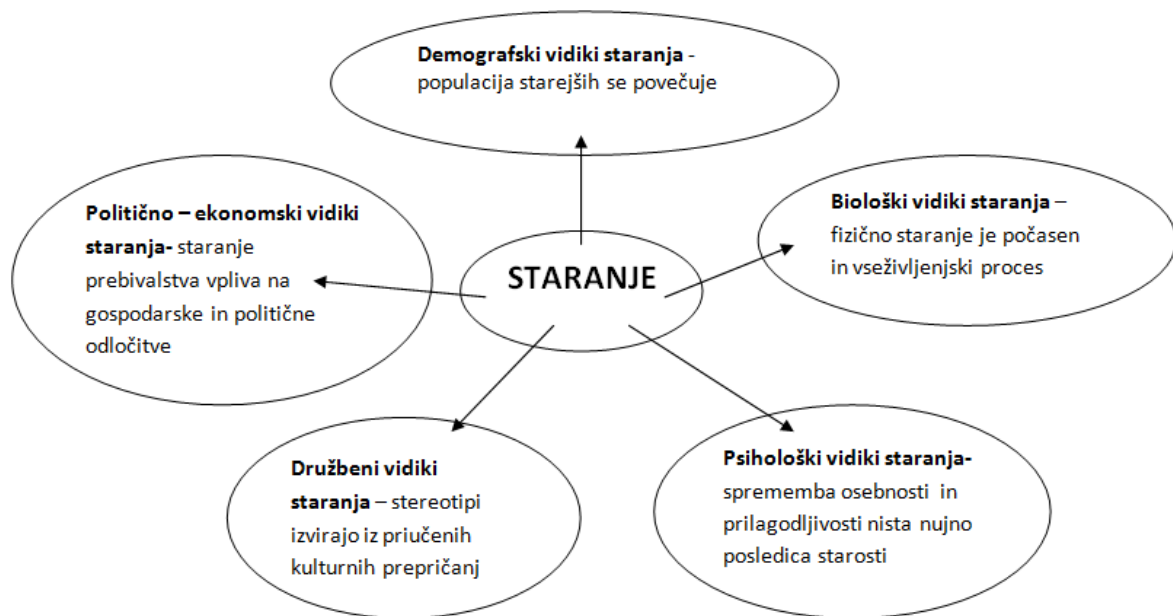 Demografski vidiki staranja -
populacija starejših se povečuje
Politično – ekonomski vidiki
staranja- staranje
prebivalstva vpliva na
gospodarske in politične
odločitve
Biološki vidiki staranja –
fizično staranje je počasen
in vseživljenjski proces
STARANJE
Družbeni vidiki
staranja – stereotipi
izvirajo iz priučenih
kulturnih prepričanj
Psihološki vidiki staranja-
sprememba osebnosti in
prilagodljivosti nista nujno
posledica starosti